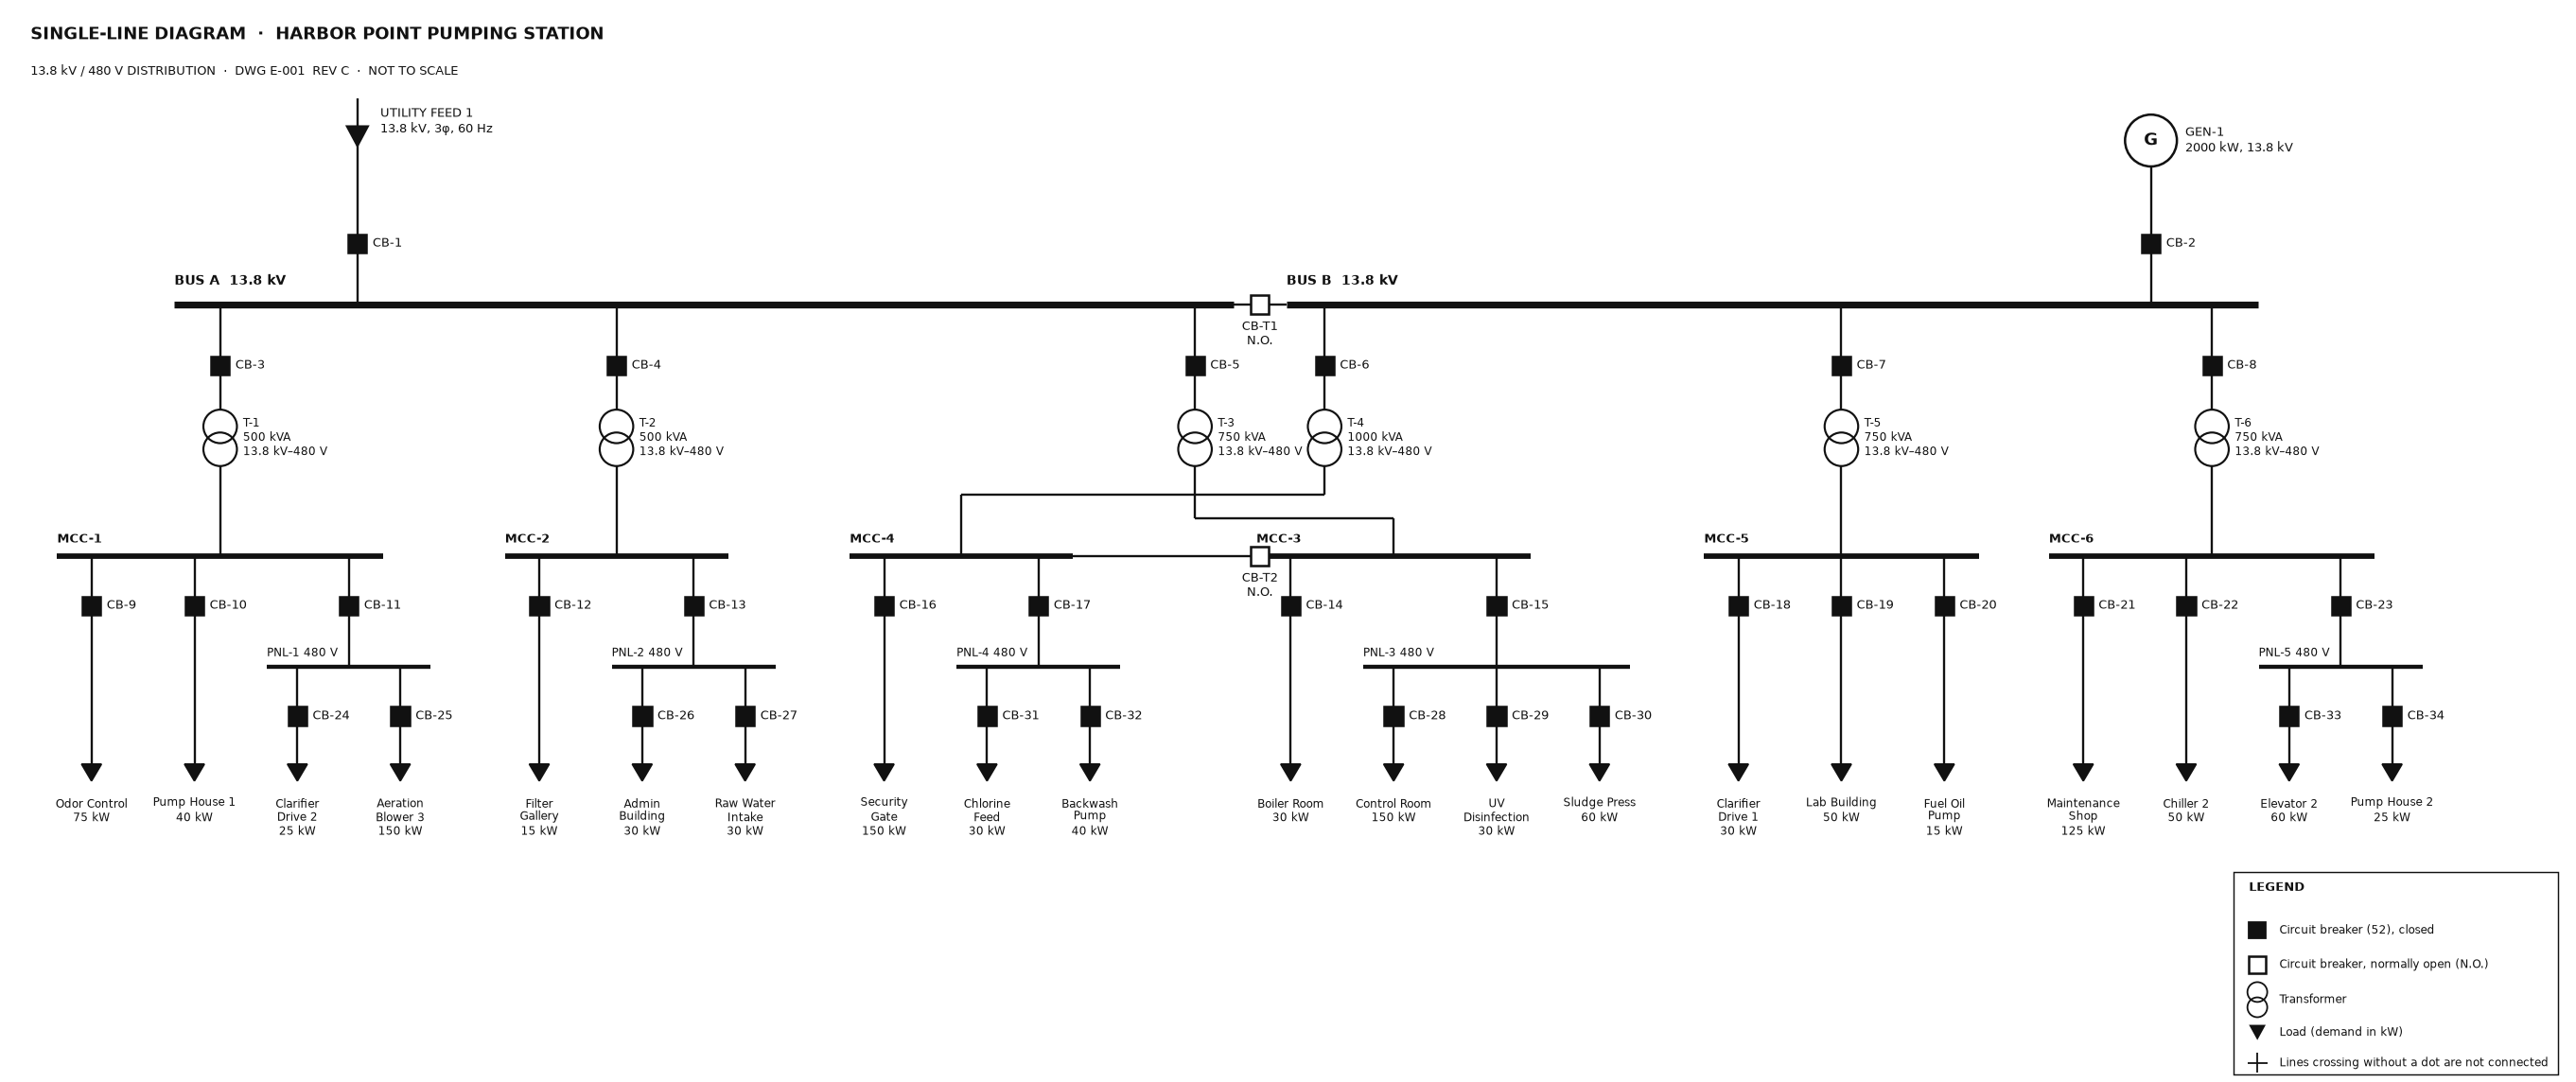 SINGLE-LINE DIAGRAM · HARBOR POINT PUMPING STATION
13.8 kV / 480 V DISTRIBUTION · DWG E-001 REV C · NOT TO SCALE
UTILITY FEED 1
13.8 kV, 3φ, 60 Hz
G
GEN-1
2000 kW, 13.8 kV
CB-1
CB-2
BUS A 13.8 kV
BUS B 13.8 kV
CB-T1
N.O.
CB-3
CB-4
CB-5
CB-6
CB-7
CB-8
T-1
500 kVA
13.8 kV–480 V
T-2
500 kVA
13.8 kV–480 V
T-3
750 kVA
13.8 kV–480 V
T-4
1000 kVA
13.8 kV–480 V
T-5
750 kVA
13.8 kV–480 V
T-6
750 kVA
13.8 kV–480 V
MCC-1
MCC-2
MCC-4
MCC-3
MCC-5
MCC-6
CB-T2
N.O.
CB-9
CB-10
CB-11
CB-12
CB-13
CB-16
CB-17
CB-14
CB-15
CB-18
CB-19
CB-20
CB-21
CB-22
CB-23
PNL-1 480 V
PNL-2 480 V
PNL-4 480 V
PNL-3 480 V
PNL-5 480 V
CB-24
CB-25
CB-26
CB-27
CB-31
CB-32
CB-28
CB-29
CB-30
CB-33
CB-34
Odor Control
75 kW
Pump House 1
40 kW
Clarifier
Drive 2
25 kW
Aeration
Blower 3
150 kW
Filter
Gallery
15 kW
Admin
Building
30 kW
Raw Water
Intake
30 kW
Security
Gate
150 kW
Chlorine
Feed
30 kW
Backwash
Pump
40 kW
Boiler Room
30 kW
Control Room
150 kW
UV
Disinfection
30 kW
Sludge Press
60 kW
Clarifier
Drive 1
30 kW
Lab Building
50 kW
Fuel Oil
Pump
15 kW
Maintenance
Shop
125 kW
Chiller 2
50 kW
Elevator 2
60 kW
Pump House 2
25 kW
LEGEND
Circuit breaker (52), closed
Circuit breaker, normally open (N.O.)
Transformer
Load (demand in kW)
Lines crossing without a dot are not connected